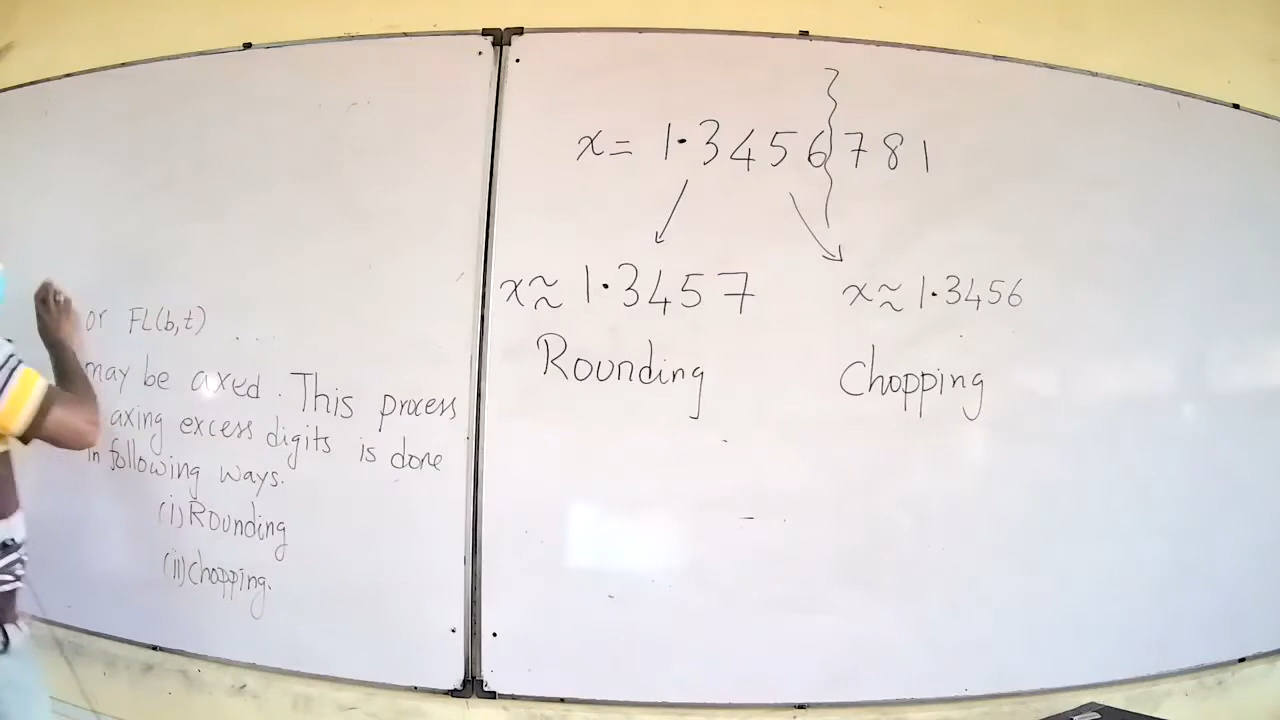 or FL(b,t)
may be axed. This process
axing excess digits is done
in following ways.
(i) Rounding
(ii) chopping.
x = 1.3456781
x ≈ 1.3457
x ≈ 1.3456
Rounding
Chopping